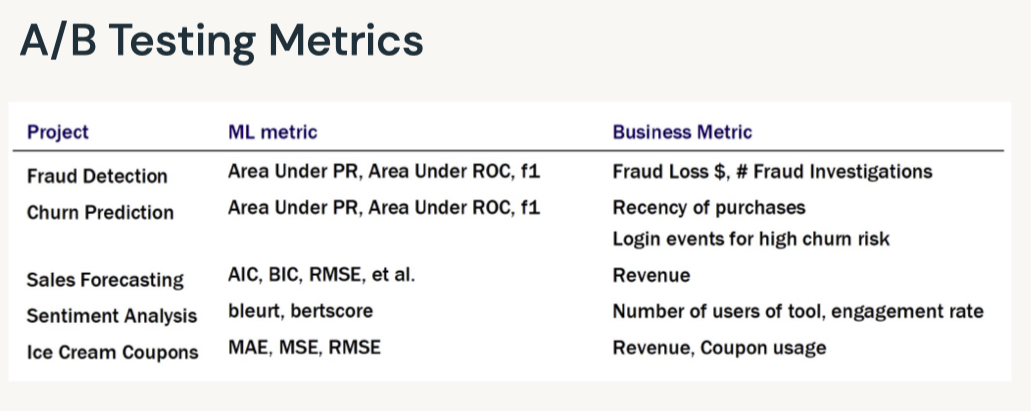 A/B Testing Metrics
Project ML metric Business Metric
Fraud Detection Area Under PR, Area Under ROC, f1 Fraud Loss $, # Fraud Investigations
Churn Prediction Area Under PR, Area Under ROC, f1 Recency of purchases
Login events for high churn risk
Sales Forecasting AIC, BIC, RMSE, et al. Revenue
Sentiment Analysis bleurt, bertscore Number of users of tool, engagement rate
Ice Cream Coupons MAE, MSE, RMSE Revenue, Coupon usage